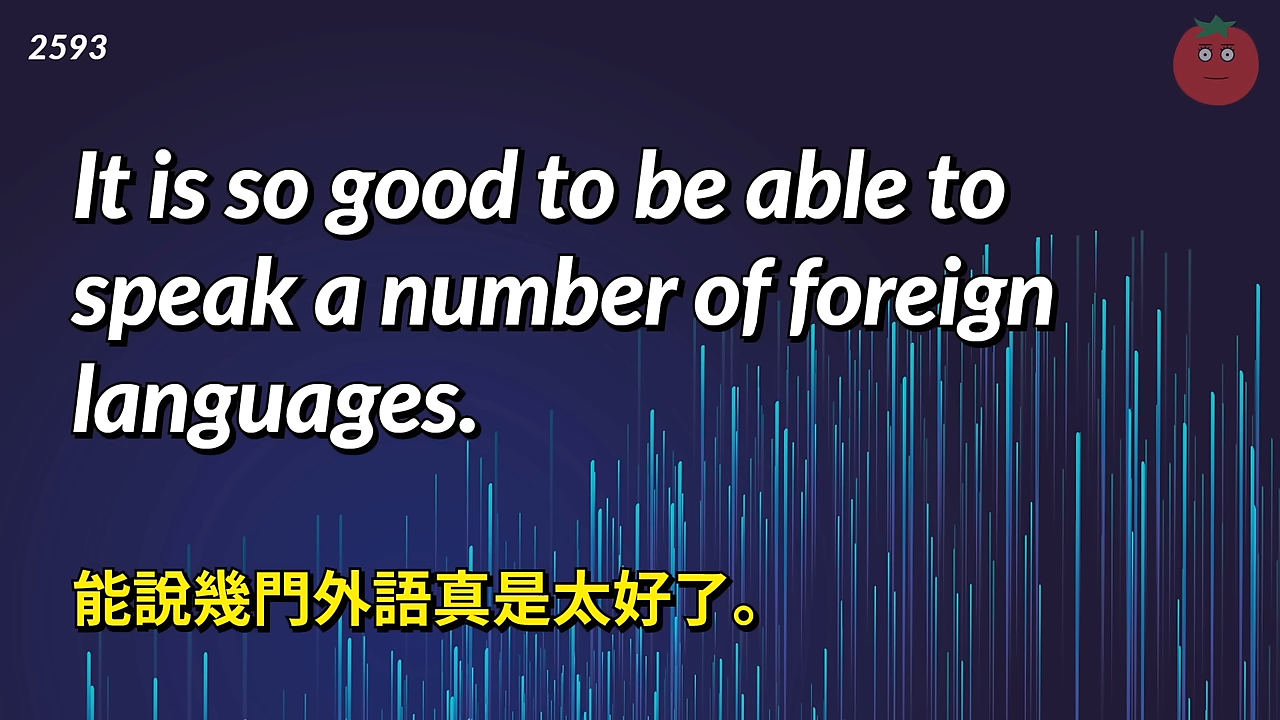 2593
It is so good to be able to
speak a number of foreign
languages.
能說幾門外語真是太好了。